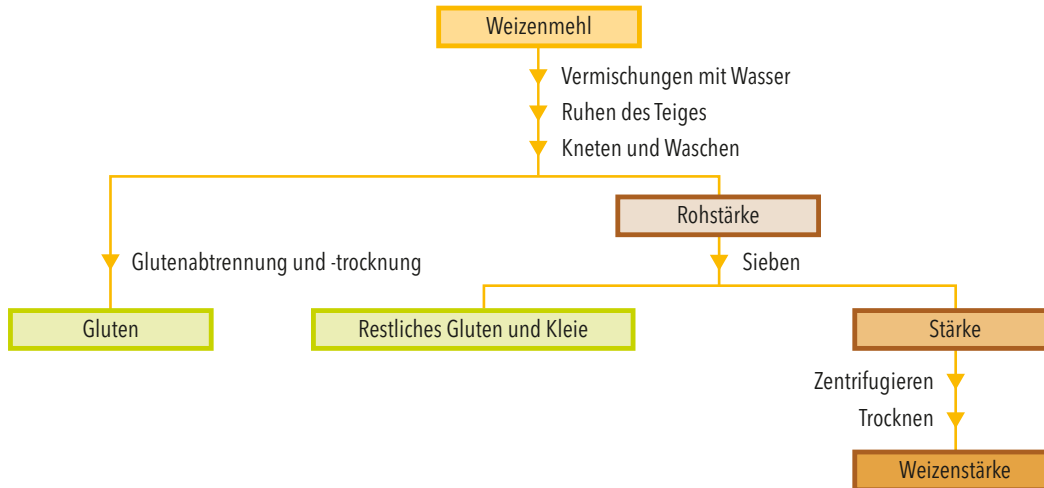 Weizenmehl
Vermischungen mit Wasser
Ruhen des Teiges
Kneten und Waschen
Rohstärke
Glutenabtrennung und -trocknung
Sieben
Gluten
Restliches Gluten und Kleie
Stärke
Zentrifugieren
Trocknen
Weizenstärke